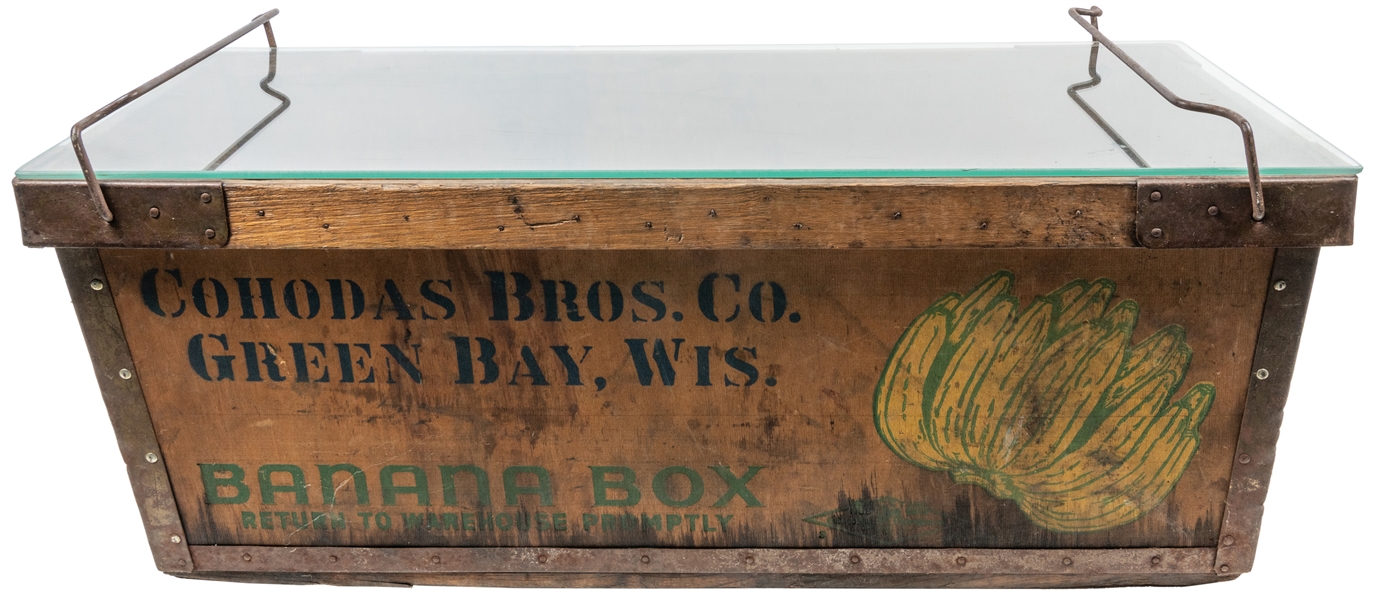 COHODAS BROS. CO.
GREEN BAY, WIS.
BANANA BOX
RETURN TO WAREHOUSE PROMPTLY